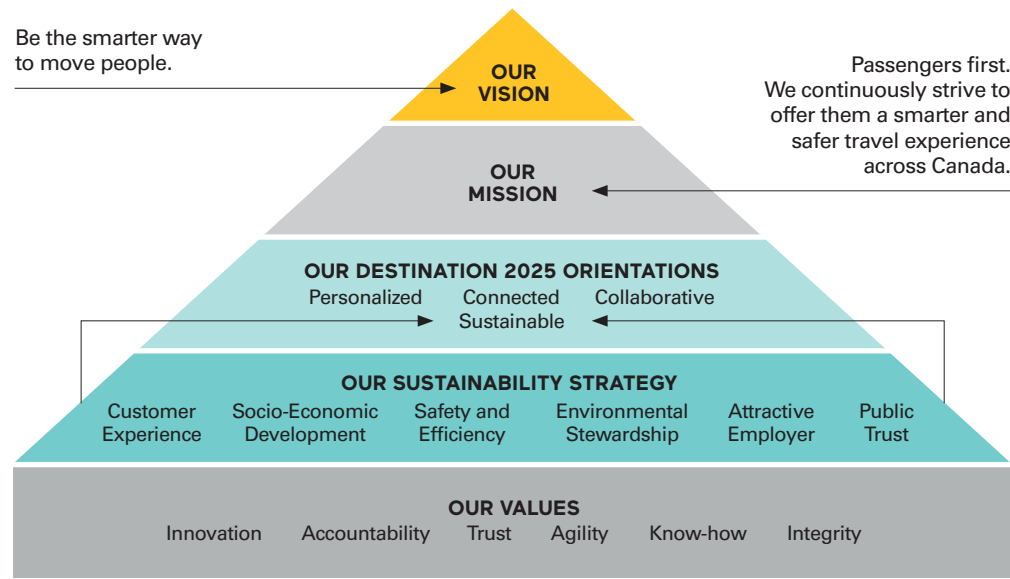 Be the smarter way
to move people.
OUR
VISION
Passengers first.
We continuously strive to
offer them a smarter and
safer travel experience
across Canada.
OUR
MISSION
OUR DESTINATION 2025 ORIENTATIONS
Personalized Connected Collaborative
Sustainable
OUR SUSTAINABILITY STRATEGY
Customer Socio-Economic Safety and Environmental Attractive Public
Experience Development Efficiency Stewardship Employer Trust
OUR VALUES
Innovation Accountability Trust Agility Know-how Integrity